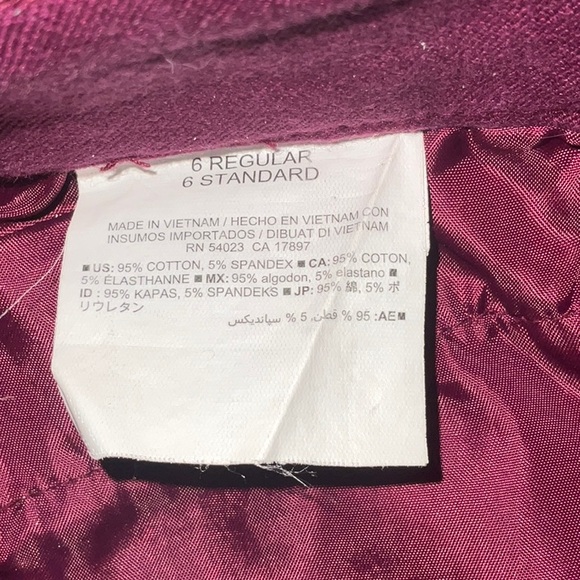 6 REGULAR
6 STANDARD
MADE IN VIETNAM / HECHO EN VIETNAM CON
INSUMOS IMPORTADOS / DIBUAT DI VIETNAM
RN 54023 CA 17897
■ US: 95% COTTON, 5% SPANDEX ■ CA: 95% COTON,
5% ÉLASTHANNE ■ MX: 95% algodon, 5% elastano ■
ID : 95% KAPAS, 5% SPANDEKS ■ JP: 95% 綿, 5% ポ
リウレタン
■ AE: 95 % قطن, 5 % سياندیکس